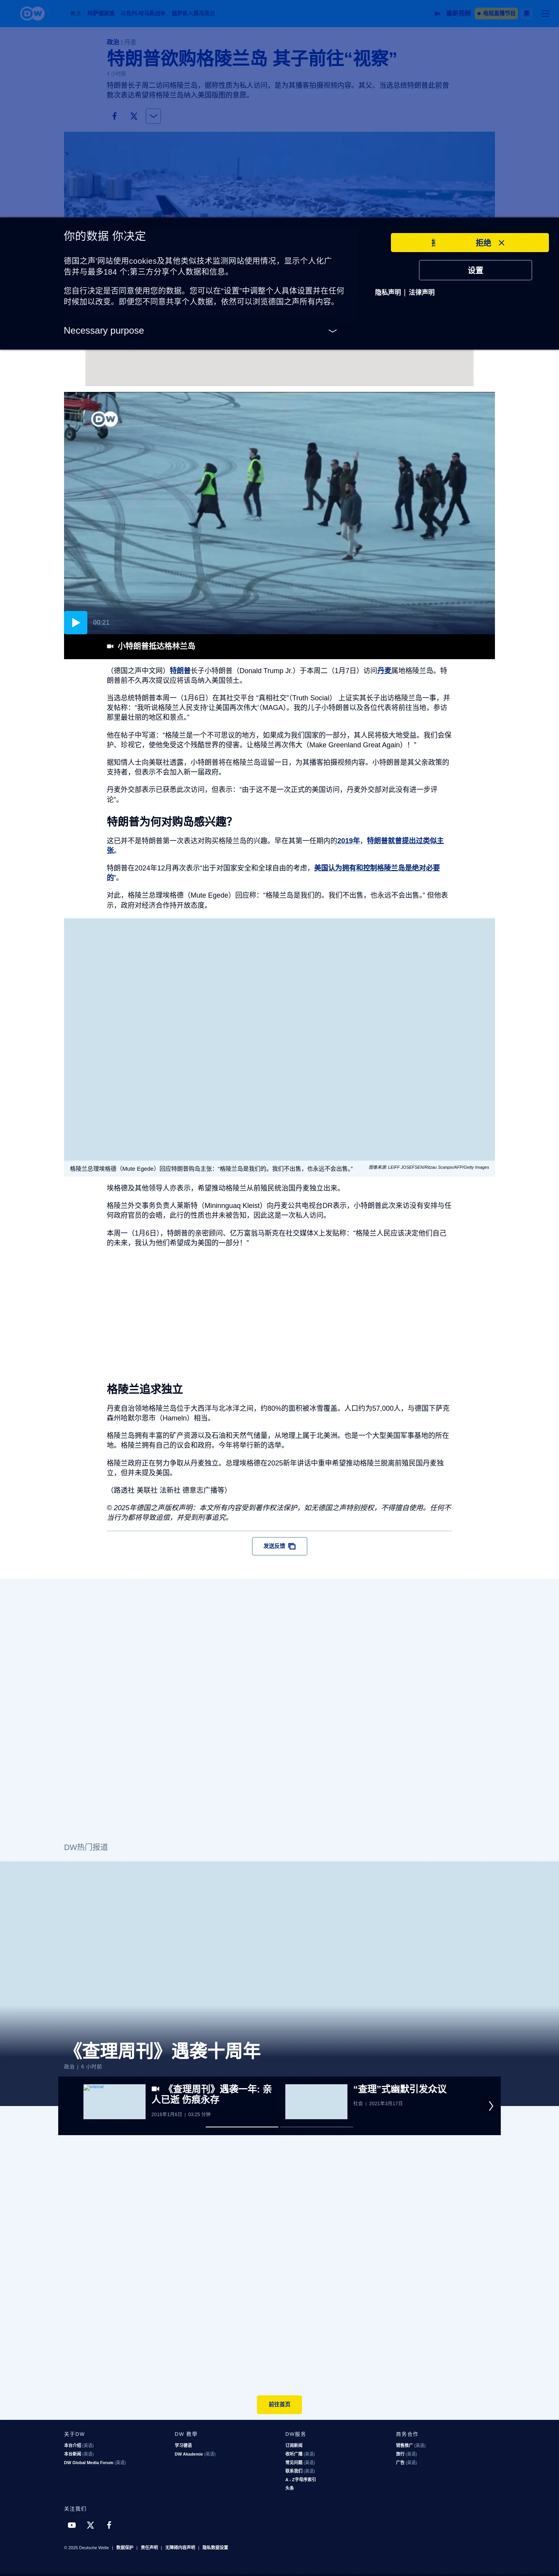 政治 | 丹麦
特朗普欲购格陵兰岛 其子前往“视察”
4 小时前
特朗普长子周二访问格陵兰岛,据称性质为私人访问,是为其播客拍摄视频内容。其父、当选总统特朗普此前曾
数次表达希望将格陵兰岛纳入美国版图的意愿。
你的数据 你决定
拒绝
德国之声'网站使用cookies及其他类似技术监测网站使用情况,显示个人化广
告并与最多184 个;第三方分享个人数据和信息。
设置
您自行决定是否同意使用您的数据。您可以在“设置”中调整个人具体设置并在任何
时候加以改变。即便您不同意共享个人数据,依然可以浏览德国之声所有内容。
隐私声明 | 法律声明
Necessary purpose
DW
00:21
小特朗普抵达格林兰岛
(德国之声中文网)特朗普长子小特朗普(Donald Trump Jr.)于本周二(1月7日)访问丹麦属地格陵兰岛。特
朗普前不久再次提议应将该岛纳入美国领土。
当选总统特朗普本周一(1月6日)在其社交平台 “真相社交”(Truth Social) 上证实其长子出访格陵兰岛一事,并
发帖称:“我听说格陵兰人民支持‘让美国再次伟大’(MAGA)。我的儿子小特朗普以及各位代表将前往当地,参访
那里最壮丽的地区和景点。”
他在帖子中写道:“格陵兰是一个不可思议的地方,如果成为我们国家的一部分,其人民将极大地受益。我们会保
护、珍视它,使他免受这个残酷世界的侵害。让格陵兰再次伟大(Make Greenland Great Again)!”
据知情人士向美联社透露,小特朗普将在格陵兰岛逗留一日,为其播客拍摄视频内容。小特朗普是其父亲政策的
支持者,但表示不会加入新一届政府。
丹麦外交部表示已获悉此次访问,但表示:“由于这不是一次正式的美国访问,丹麦外交部对此没有进一步评
论”。
特朗普为何对购岛感兴趣?
这已并不是特朗普第一次表达对购买格陵兰岛的兴趣。早在其第一任期内的2019年,特朗普就曾提出过类似主
张。
特朗普在2024年12月再次表示“出于对国家安全和全球自由的考虑,美国认为拥有和控制格陵兰岛是绝对必要
的”。
对此,格陵兰总理埃格德(Mute Egede)回应称:“格陵兰岛是我们的。我们不出售,也永远不会出售。” 但他表
示,政府对经济合作持开放态度。
格陵兰总理埃格德(Mute Egede)回应特朗普购岛主张:“格陵兰岛是我们的。我们不出售,也永远不会出售。”
图像来源: LEIFF JOSEFSEN/Ritzau Scanpix/AFP/Getty Images
埃格德及其他领导人亦表示,希望推动格陵兰从前殖民统治国丹麦独立出来。
格陵兰外交事务负责人莱斯特(Mininnguaq Kleist)向丹麦公共电视台DR表示,小特朗普此次来访没有安排与任
何政府官员的会晤,此行的性质也并未被告知,因此这是一次私人访问。
本周一(1月6日),特朗普的亲密顾问、亿万富翁马斯克在社交媒体X上发贴称:“格陵兰人民应该决定他们自己
的未来,我认为他们希望成为美国的一部分!”
格陵兰追求独立
丹麦自治领地格陵兰岛位于大西洋与北冰洋之间,约80%的面积被冰雪覆盖。人口约为57,000人,与德国下萨克
森州哈默尔恩市(Hameln)相当。
格陵兰岛拥有丰富的矿产资源以及石油和天然气储量,从地理上属于北美洲。也是一个大型美国军事基地的所在
地。格陵兰拥有自己的议会和政府。今年将举行新的选举。
格陵兰政府正在努力争取从丹麦独立。总理埃格德在2025新年讲话中重申希望推动格陵兰脱离前殖民国丹麦独
立,但并未提及美国。
(路透社 美联社 法新社 德意志广播等)
© 2025年德国之声版权声明:本文所有内容受到著作权法保护,如无德国之声特别授权,不得擅自使用。任何不
当行为都将导致追偿,并受到刑事追究。
发送反馈
DW热门报道
《查理周刊》遇袭十周年
政治 | 6 小时前
《查理周刊》遇袭一年: 亲
人已逝 伤痕永存
2016年1月6日 | 03:25 分钟
“查理”式幽默引发众议
社会 | 2021年3月17日
前往首页
关于DW
本台介绍 (英语)
本台新闻 (英语)
DW Global Media Forum (英语)
DW 教學
学习德语
DW Akademie (英语)
DW服务
订阅新闻
收听广播 (英语)
常见问题 (英语)
联系我们 (英语)
A - Z字母序索引
头条
商务合作
销售推广 (英语)
旅行 (英语)
广告 (英语)
关注我们
© 2025 Deutsche Welle | 数据保护 | 责任声明 | 无障碍内容声明 | 隐私数据设置